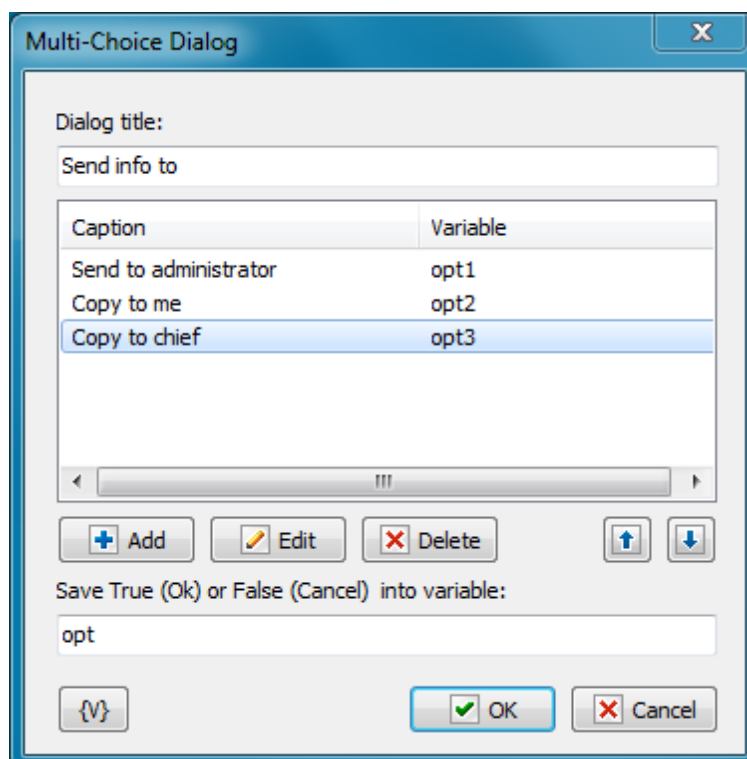 Multi-Choice Dialog
Dialog title:
Send info to
Caption Variable
Send to administrator opt1
Copy to me opt2
Copy to chief opt3
Add Edit Delete
Save True (Ok) or False (Cancel) into variable:
opt
{V} OK Cancel